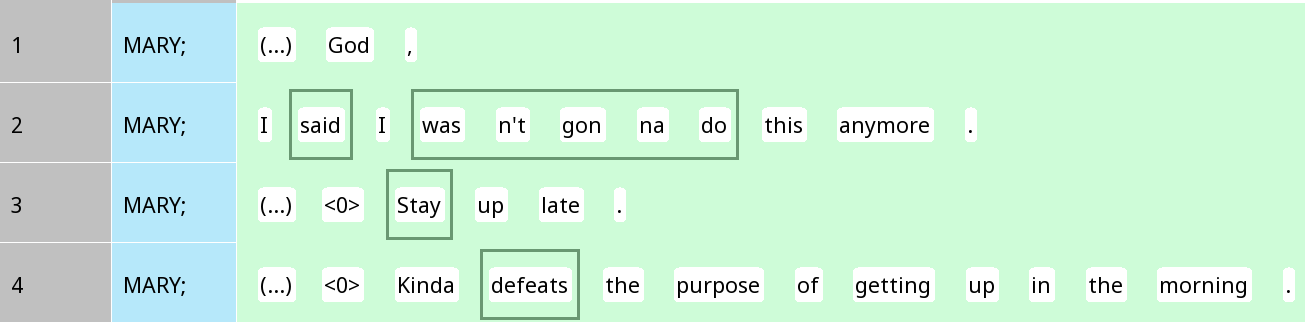 1 MARY; (...) God ,
2 MARY; I said I was n't gon na do this anymore .
3 MARY; (...) <0> Stay up late .
4 MARY; (...) <0> Kinda defeats the purpose of getting up in the morning .